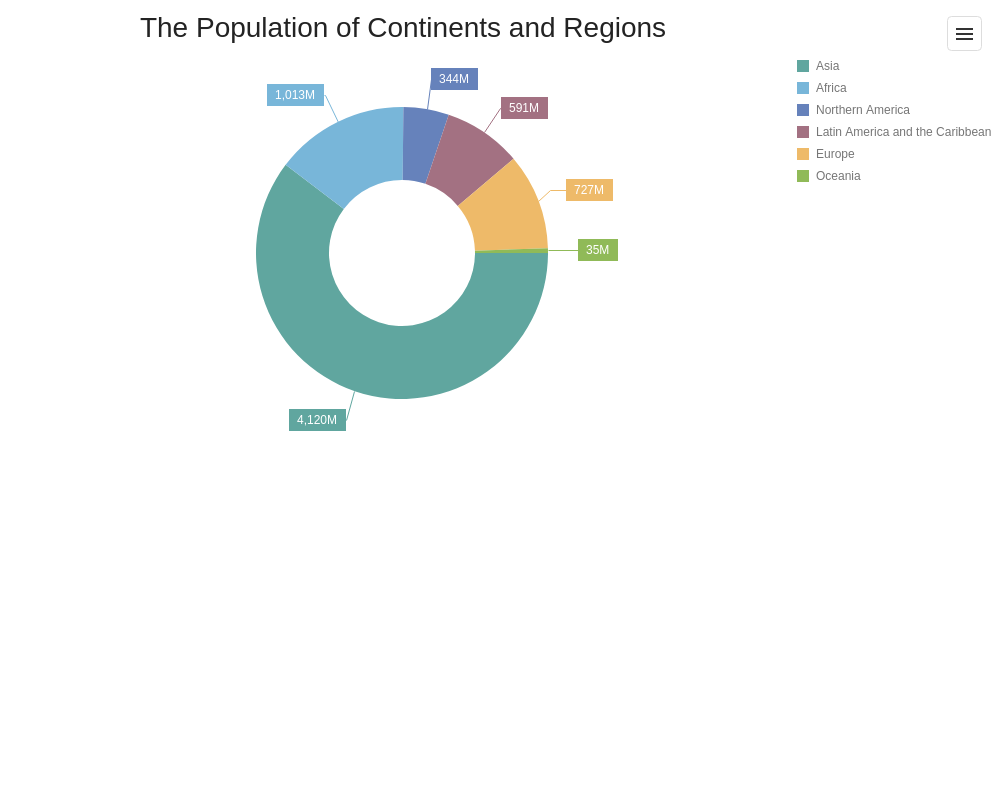 The Population of Continents and Regions
344M
1,013M
591M
727M
35M
4,120M
Asia
Africa
Northern America
Latin America and the Caribbean
Europe
Oceania